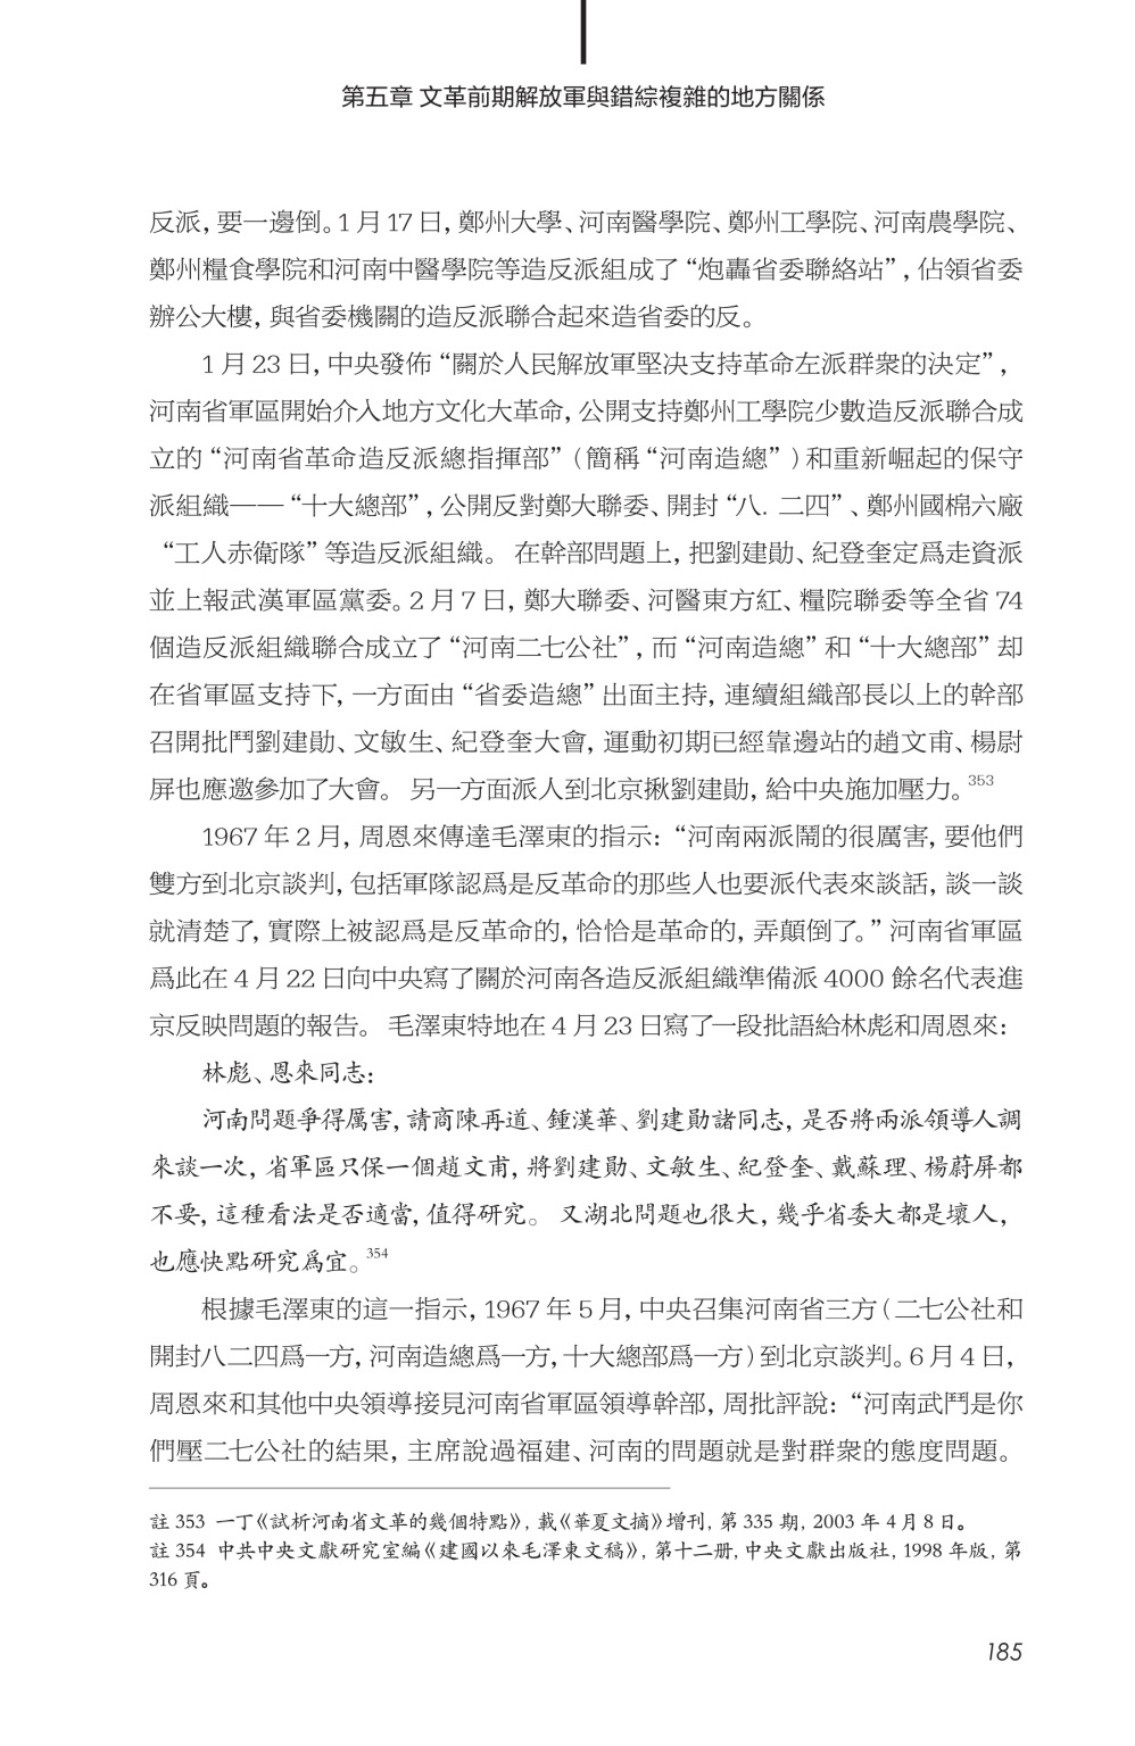 第五章 文革前期解放軍與錯綜複雜的地方關係
反派，要一邊倒。1 月 17 日，鄭州大學、河南醫學院、鄭州工學院、河南農學院、
鄭州糧食學院和河南中醫學院等造反派組成了“炮轟省委聯絡站”，佔領省委
辦公大樓，與省委機關的造反派聯合起來造省委的反。
1 月 23 日，中央發佈“關於人民解放軍堅決支持革命左派群衆的決定”，
河南省軍區開始介入地方文化大革命，公開支持鄭州工學院少數造反派聯合成
立的“河南省革命造反派總指揮部”（簡稱“河南造總”）和重新崛起的保守
派組織——“十大總部”，公開反對鄭大聯委、開封“八．二四”、鄭州國棉六廠
“工人赤衛隊”等造反派組織。 在幹部問題上，把劉建勛、紀登奎定爲走資派
並上報武漢軍區黨委。2 月 7 日，鄭大聯委、河醫東方紅、糧院聯委等全省 74
個造反派組織聯合成立了“河南二七公社”，而“河南造總”和“十大總部”却
在省軍區支持下，一方面由“省委造總”出面主持，連續組織部長以上的幹部
召開批鬥劉建勛、文敏生、紀登奎大會，運動初期已經靠邊站的趙文甫、楊尉
屏也應邀參加了大會。 另一方面派人到北京揪劉建勛，給中央施加壓力。353
1967 年 2 月，周恩來傳達毛澤東的指示：“河南兩派鬧的很厲害，要他們
雙方到北京談判，包括軍隊認爲是反革命的那些人也要派代表來談話，談一談
就清楚了，實際上被認爲是反革命的，恰恰是革命的，弄顛倒了。”河南省軍區
爲此在 4 月 22 日向中央寫了關於河南各造反派組織準備派 4000 餘名代表進
京反映問題的報告。 毛澤東特地在 4 月 23 日寫了一段批語給林彪和周恩來：
林彪、恩來同志：
河南問題爭得厲害，請商陳再道、鍾漢華、劉建勛諸同志，是否將兩派領導人調
來談一次，省軍區只保一個趙文甫，將劉建勛、文敏生、紀登奎、戴蘇理、楊蔚屏都
不要，這種看法是否適當，值得研究。 又湖北問題也很大，幾乎省委大都是壞人，
也應快點研究爲宜。354
根據毛澤東的這一指示，1967 年 5 月，中央召集河南省三方（二七公社和
開封八二四爲一方，河南造總爲一方，十大總部爲一方）到北京談判。6 月 4 日，
周恩來和其他中央領導接見河南省軍區領導幹部，周批評說：“河南武鬥是你
們壓二七公社的結果，主席說過福建、河南的問題就是對群衆的態度問題。
註 353 一丁《試析河南省文革的幾個特點》，載《華夏文摘》增刊，第 335 期，2003 年 4 月 8 日。
註 354 中共中央文獻研究室編《建國以來毛澤東文稿》，第十二册，中央文獻出版社，1998 年版，第
316 頁。
185